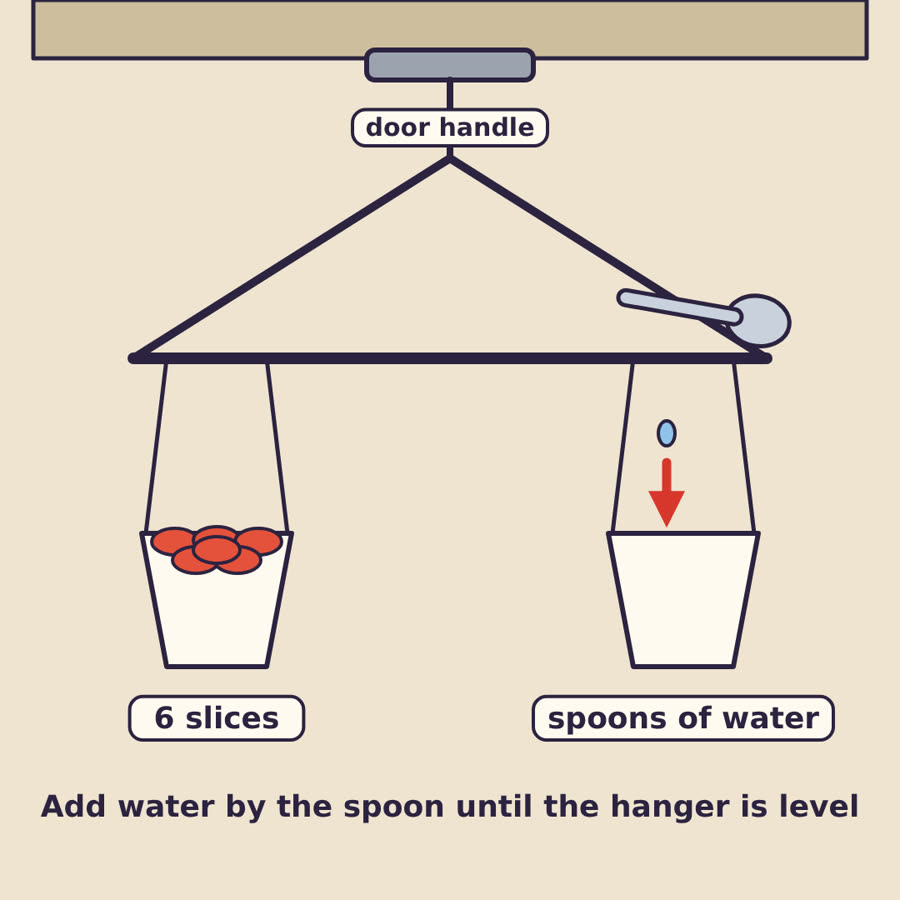 door handle
6 slices
spoons of water
Add water by the spoon until the hanger is level